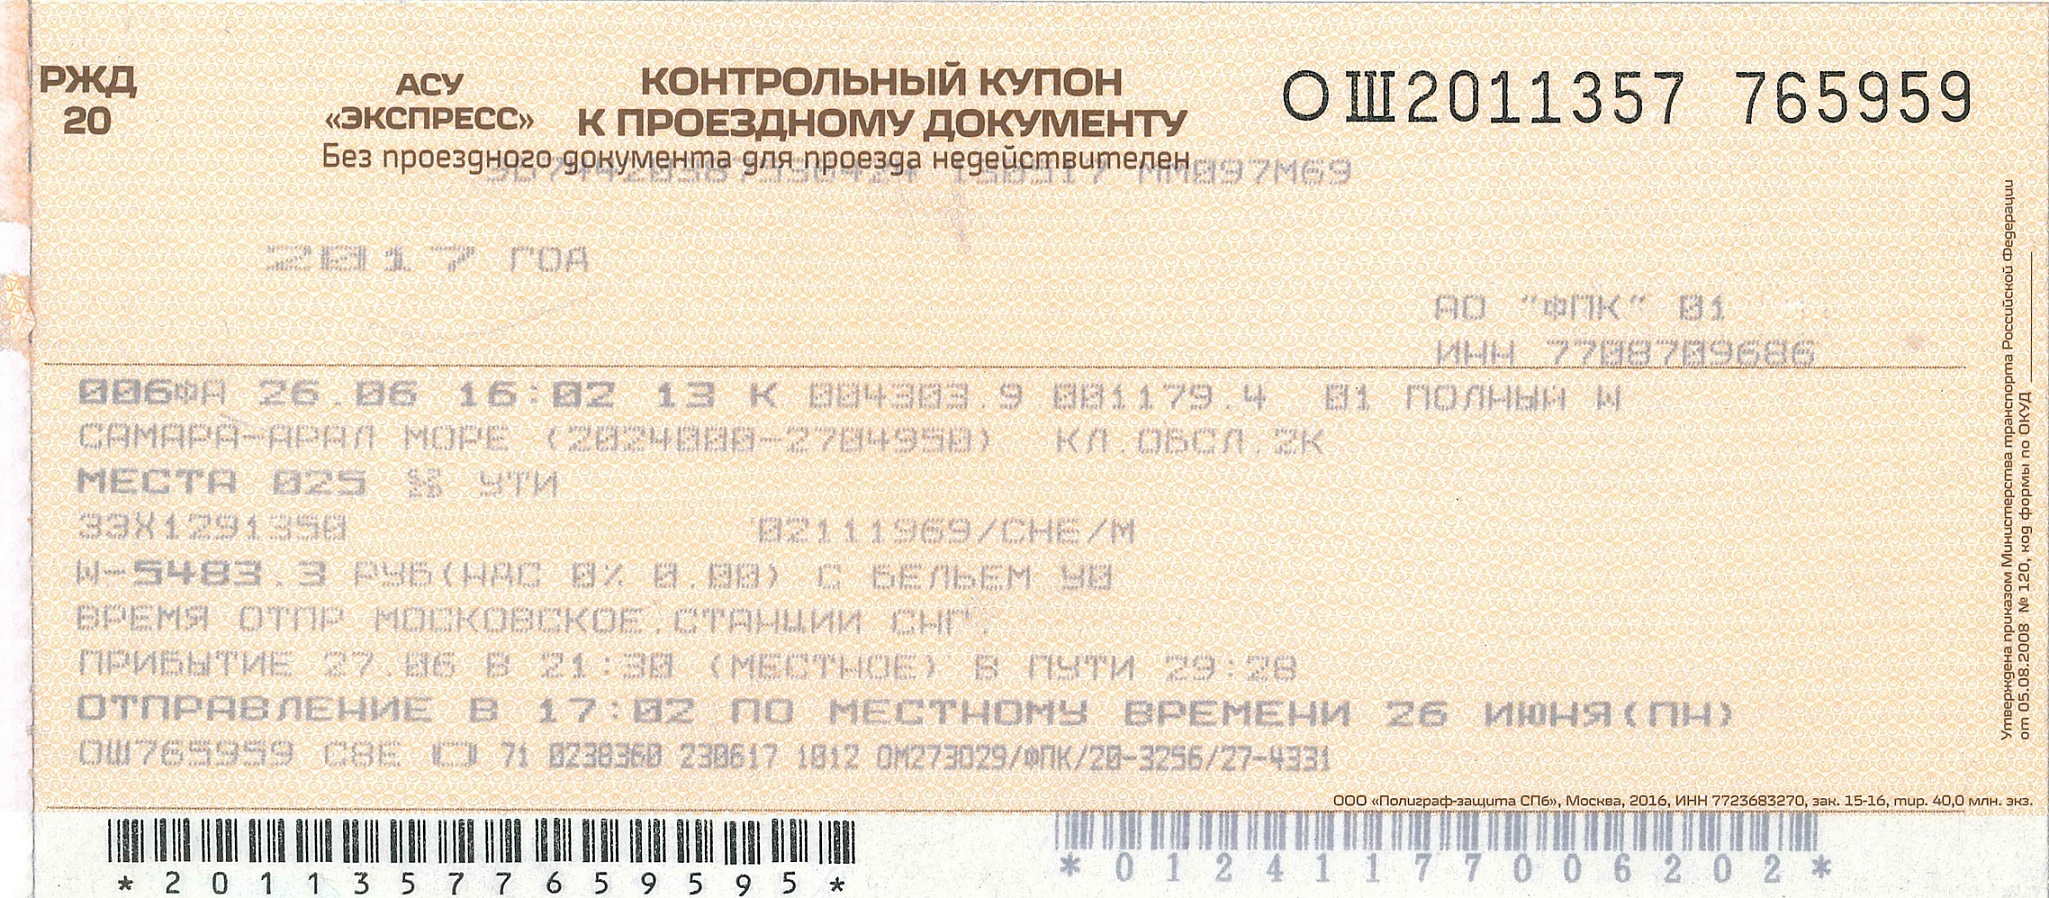 РЖД
20
АСУ
«ЭКСПРЕСС»
КОНТРОЛЬНЫЙ КУПОН
К ПРОЕЗДНОМУ ДОКУМЕНТУ
Без проездного документа для проезда недействителен
ОШ2011357 765959
ММ097М69
2017 ГОД
АО "ФПК" 01
ИНН 7708709686
006ФА 26.06 16:02 13 К 004303.9 001179.4 01 ПОЛНЫЙ W
САМАРА-АРАЛ МОРЕ (2024000-2704950) КЛ.ОБСЛ.2К
МЕСТА 025 УТИ
ЗЭХ1291350 02111969/СНЕ/М
W-5483.3 РУБ(НДС 0% 0.00) С БЕЛЬЕМ У0
ВРЕМЯ ОТПР МОСКОВСКОЕ.СТАНЦИИ СНГ.
ПРИБЫТИЕ 27.06 В 21:30 (МЕСТНОЕ) В ПУТИ 29:28
ОТПРАВЛЕНИЕ В 17:02 ПО МЕСТНОМУ ВРЕМЕНИ 26 ИЮНЯ(ПН)
ОШ765959 71 0238360 230617 1012 ОМ273029/ФПК/20-3256/27-4331
ООО «Полиграф-защита СПб», Москва, 2016, ИНН 7723683270, зак. 15-16, тир. 40,0 млн. экз.
*2011357765959​5*
*01241177006202*
Утверждена приказом Министерства транспорта Российской Федерации
от 05.08.2008 № 120, код формы по ОКУД